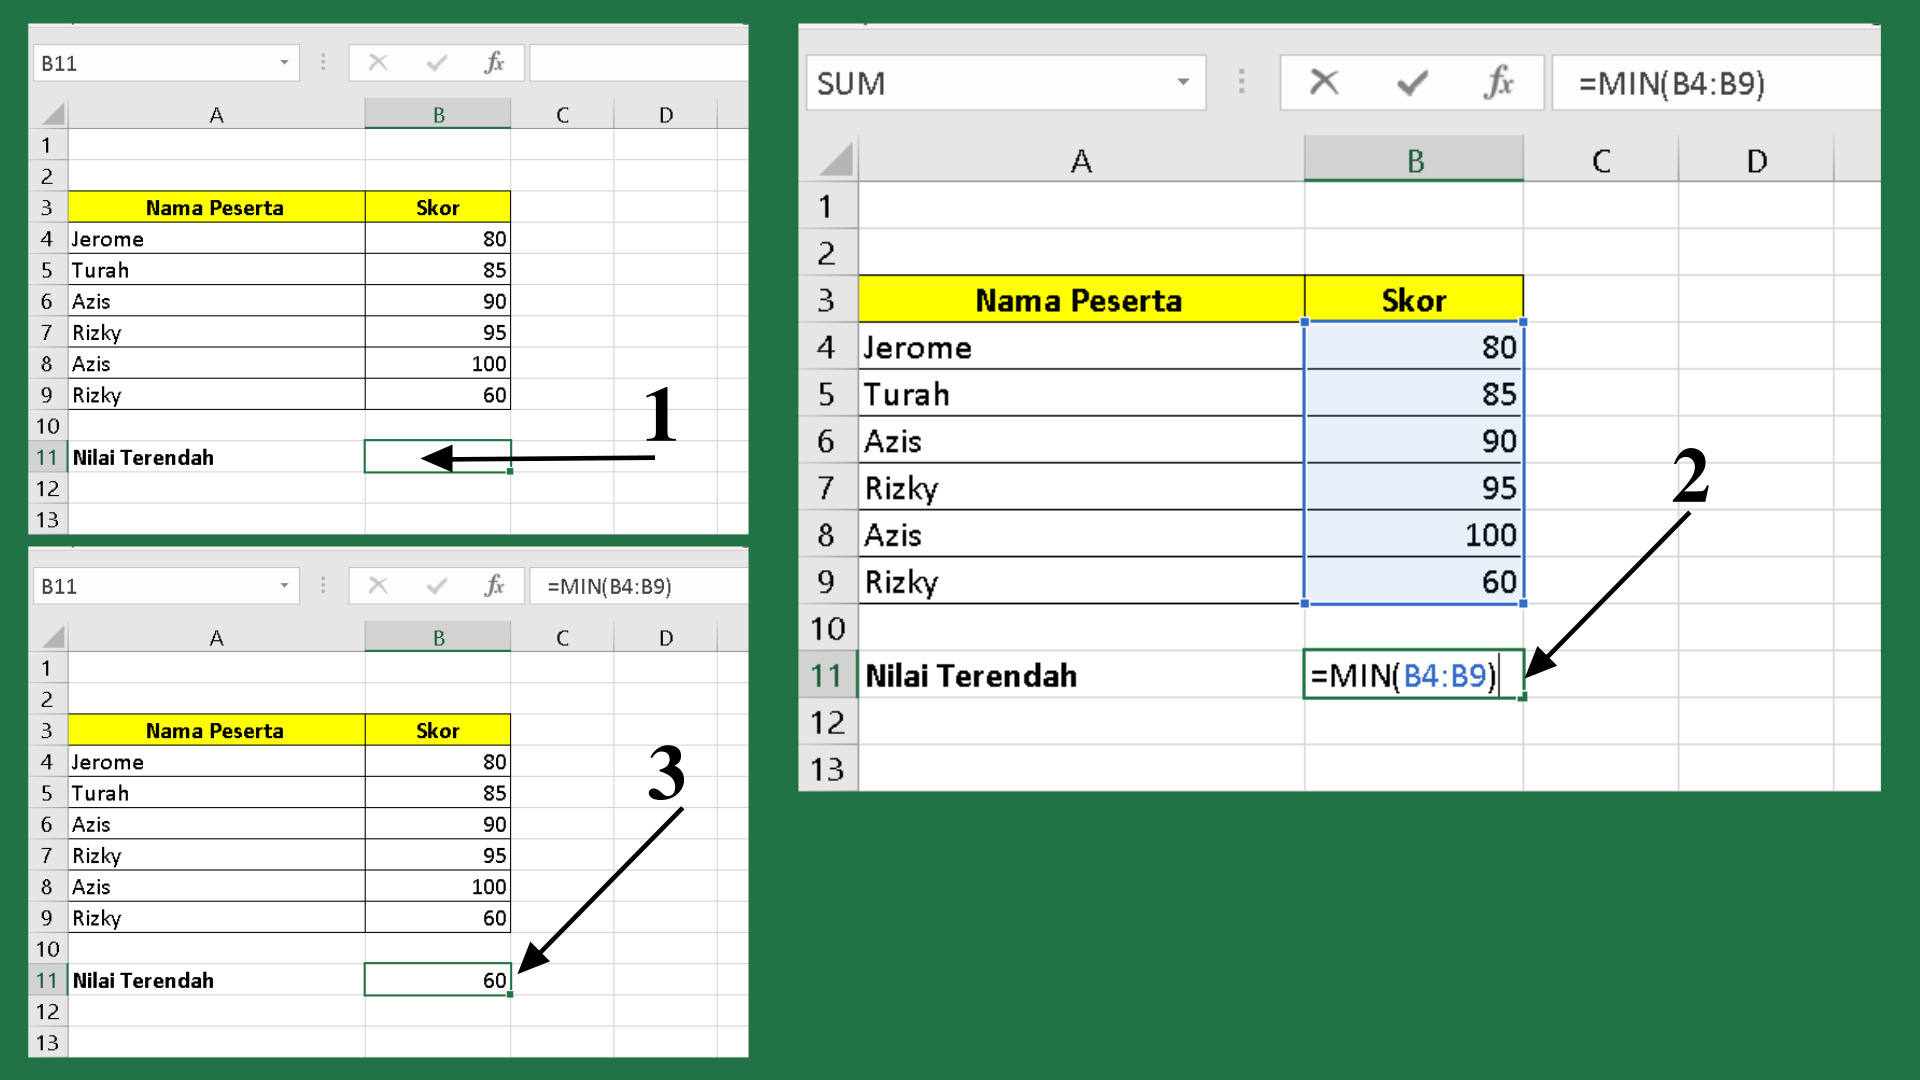 B11
fx
A B C D
1
2
3 Nama Peserta Skor
4 Jerome 80
5 Turah 85
6 Azis 90
7 Rizky 95
8 Azis 100
9 Rizky 60
10
11 Nilai Terendah
12
13
1
SUM
fx
=MIN(B4:B9)
A B C D
1
2
3 Nama Peserta Skor
4 Jerome 80
5 Turah 85
6 Azis 90
7 Rizky 95
8 Azis 100
9 Rizky 60
10
11 Nilai Terendah =MIN(B4:B9)
12
13
2
B11
fx
=MIN(B4:B9)
A B C D
1
2
3 Nama Peserta Skor
4 Jerome 80
5 Turah 85
6 Azis 90
7 Rizky 95
8 Azis 100
9 Rizky 60
10
11 Nilai Terendah 60
12
13
3